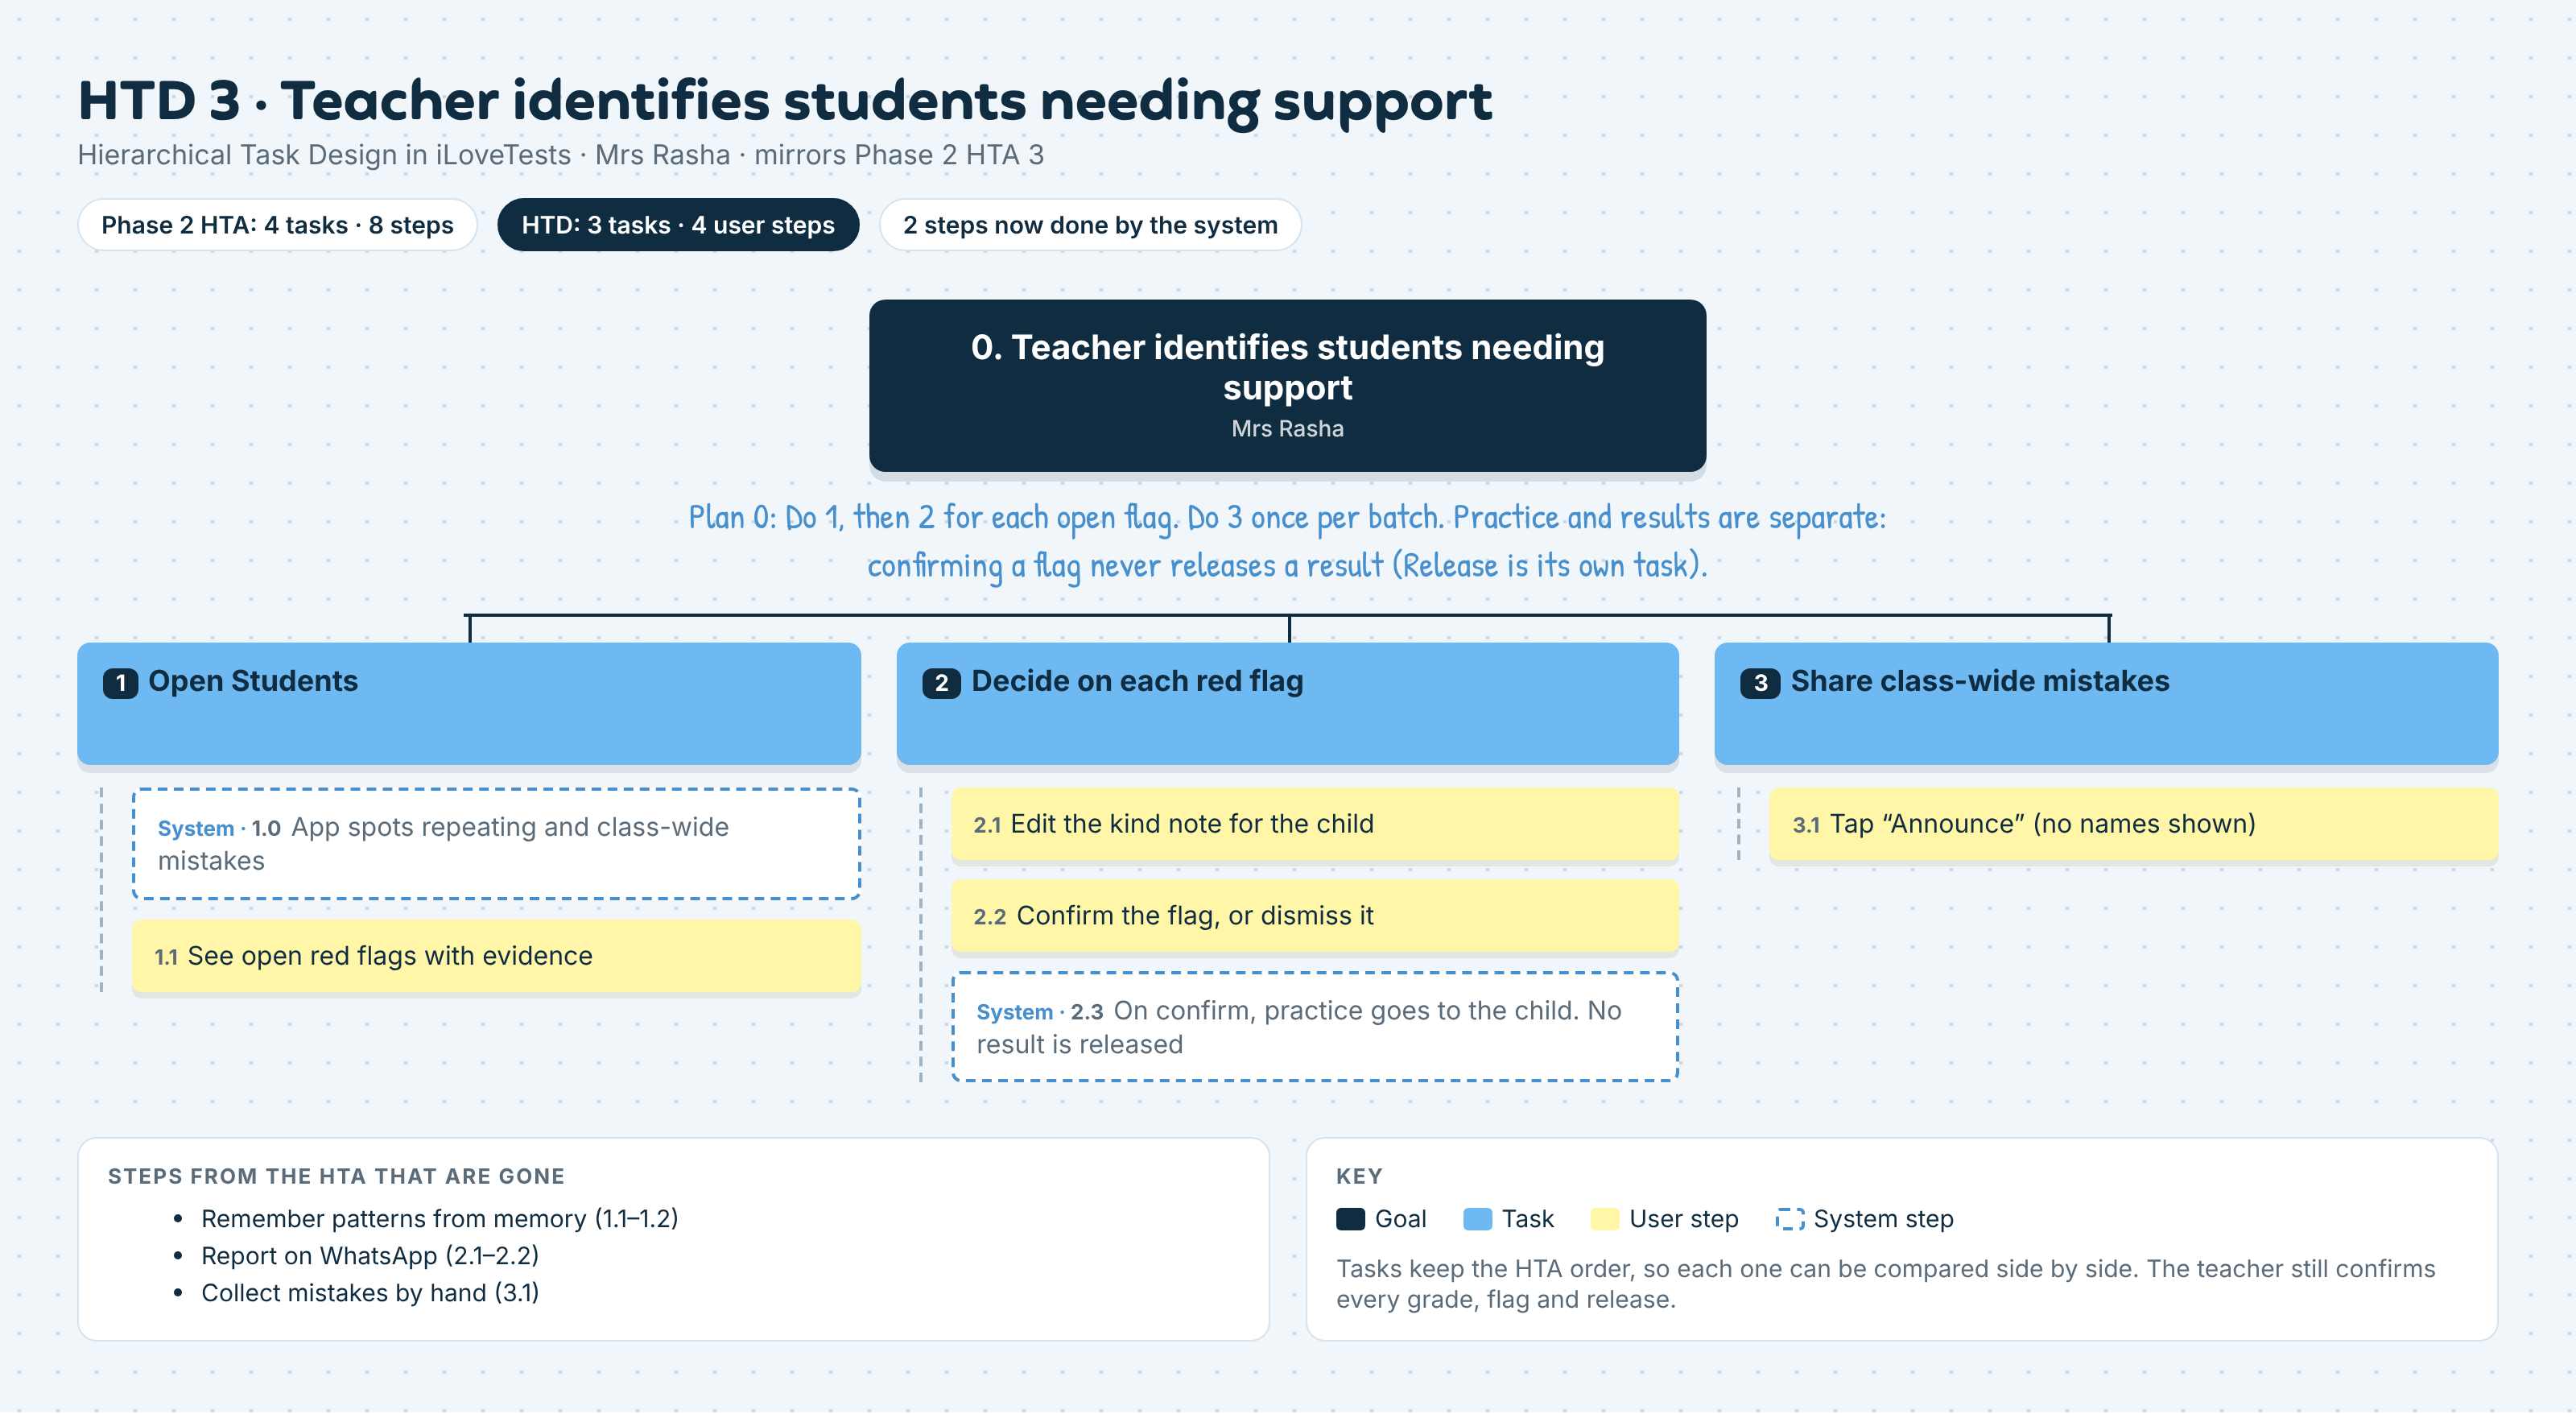 HTD 3 · Teacher identifies students needing support
Hierarchical Task Design in iLoveTests · Mrs Rasha · mirrors Phase 2 HTA 3
Phase 2 HTA: 4 tasks · 8 steps
HTD: 3 tasks · 4 user steps
2 steps now done by the system
0. Teacher identifies students needing
support
Mrs Rasha
Plan 0: Do 1, then 2 for each open flag. Do 3 once per batch. Practice and results are separate:
confirming a flag never releases a result (Release is its own task).
1 Open Students
System · 1.0 App spots repeating and class-wide
mistakes
1.1 See open red flags with evidence
2 Decide on each red flag
2.1 Edit the kind note for the child
2.2 Confirm the flag, or dismiss it
System · 2.3 On confirm, practice goes to the child. No
result is released
3 Share class-wide mistakes
3.1 Tap “Announce” (no names shown)
STEPS FROM THE HTA THAT ARE GONE
• Remember patterns from memory (1.1–1.2)
• Report on WhatsApp (2.1–2.2)
• Collect mistakes by hand (3.1)
KEY
Goal
Task
User step
System step
Tasks keep the HTA order, so each one can be compared side by side. The teacher still confirms
every grade, flag and release.